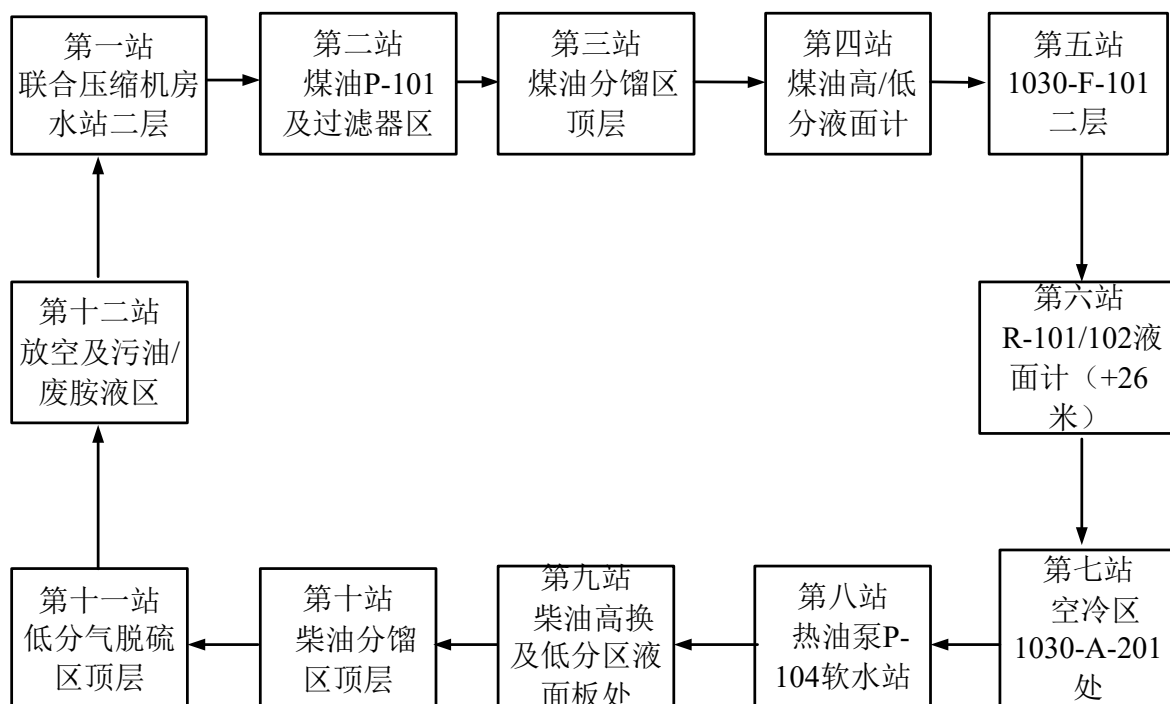 第一站
联合压缩机房
水站二层
第二站
煤油P-101
及过滤器区
第三站
煤油分馏区
顶层
第四站
煤油高/低
分液面计
第五站
1030-F-101
二层
第六站
R-101/102液
面计（+26
米）
第七站
空冷区
1030-A-201
处
第八站
热油泵P-
104软水站
第九站
柴油高换
及低分区液
面板处
第十站
柴油分馏
区顶层
第十一站
低分气脱硫
区顶层
第十二站
放空及污油/
废胺液区